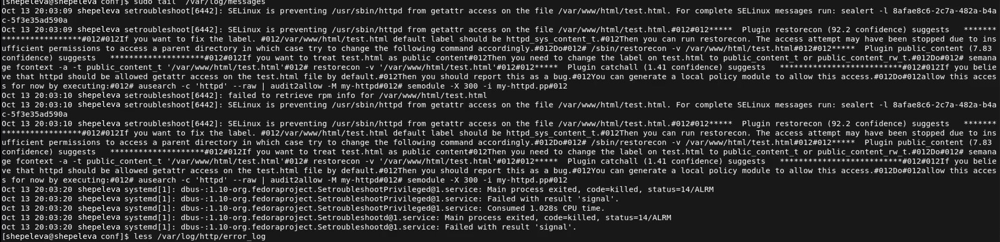 [shepeleva@shepeleva conf]$ sudo tail  /var/log/messages
Oct 13 20:03:09 shepeleva setroubleshoot[6442]: SELinux is preventing /usr/sbin/httpd from getattr access on the file /var/www/html/test.html. For complete SELinux messages run: sealert -l 8afae8c6-2c7a-482a-b4a
c-5f3e35ad590a
Oct 13 20:03:09 shepeleva setroubleshoot[6442]: SELinux is preventing /usr/sbin/httpd from getattr access on the file /var/www/html/test.html.#012#012*****  Plugin restorecon (92.2 confidence) suggests   *******
*****************#012#012If you want to fix the label. #012/var/www/html/test.html default label should be httpd_sys_content_t.#012Then you can run restorecon. The access attempt may have been stopped due to ins
ufficient permissions to access a parent directory in which case try to change the following command accordingly.#012Do#012# /sbin/restorecon -v /var/www/html/test.html#012#012*****  Plugin public_content (7.83 
confidence) suggests   ********************#012#012If you want to treat test.html as public content#012Then you need to change the label on test.html to public_content_t or public_content_rw_t.#012Do#012# semana
ge fcontext -a -t public_content_t '/var/www/html/test.html'#012# restorecon -v '/var/www/html/test.html'#012#012*****  Plugin catchall (1.41 confidence) suggests   **************************#012#012If you belie
ve that httpd should be allowed getattr access on the test.html file by default.#012Then you should report this as a bug.#012You can generate a local policy module to allow this access.#012Do#012allow this acces
s for now by executing:#012# ausearch -c 'httpd' --raw | audit2allow -M my-httpd#012# semodule -X 300 -i my-httpd.pp#012
Oct 13 20:03:10 shepeleva setroubleshoot[6442]: failed to retrieve rpm info for /var/www/html/test.html
Oct 13 20:03:10 shepeleva setroubleshoot[6442]: SELinux is preventing /usr/sbin/httpd from getattr access on the file /var/www/html/test.html. For complete SELinux messages run: sealert -l 8afae8c6-2c7a-482a-b4a
c-5f3e35ad590a
Oct 13 20:03:10 shepeleva setroubleshoot[6442]: SELinux is preventing /usr/sbin/httpd from getattr access on the file /var/www/html/test.html.#012#012*****  Plugin restorecon (92.2 confidence) suggests   *******
*****************#012#012If you want to fix the label. #012/var/www/html/test.html default label should be httpd_sys_content_t.#012Then you can run restorecon. The access attempt may have been stopped due to ins
ufficient permissions to access a parent directory in which case try to change the following command accordingly.#012Do#012# /sbin/restorecon -v /var/www/html/test.html#012#012*****  Plugin public_content (7.83 
confidence) suggests   ********************#012#012If you want to treat test.html as public content#012Then you need to change the label on test.html to public_content_t or public_content_rw_t.#012Do#012# semana
ge fcontext -a -t public_content_t '/var/www/html/test.html'#012# restorecon -v '/var/www/html/test.html'#012#012*****  Plugin catchall (1.41 confidence) suggests   **************************#012#012If you belie
ve that httpd should be allowed getattr access on the test.html file by default.#012Then you should report this as a bug.#012You can generate a local policy module to allow this access.#012Do#012allow this acces
s for now by executing:#012# ausearch -c 'httpd' --raw | audit2allow -M my-httpd#012# semodule -X 300 -i my-httpd.pp#012
Oct 13 20:03:20 shepeleva systemd[1]: dbus-:1.10-org.fedoraproject.SetroubleshootPrivileged@1.service: Main process exited, code=killed, status=14/ALRM
Oct 13 20:03:20 shepeleva systemd[1]: dbus-:1.10-org.fedoraproject.SetroubleshootPrivileged@1.service: Failed with result 'signal'.
Oct 13 20:03:20 shepeleva systemd[1]: dbus-:1.10-org.fedoraproject.SetroubleshootPrivileged@1.service: Consumed 1.028s CPU time.
Oct 13 20:03:20 shepeleva systemd[1]: dbus-:1.10-org.fedoraproject.Setroubleshootd@1.service: Main process exited, code=killed, status=14/ALRM
Oct 13 20:03:20 shepeleva systemd[1]: dbus-:1.10-org.fedoraproject.Setroubleshootd@1.service: Failed with result 'signal'.
[shepeleva@shepeleva conf]$ less /var/log/http/error_log